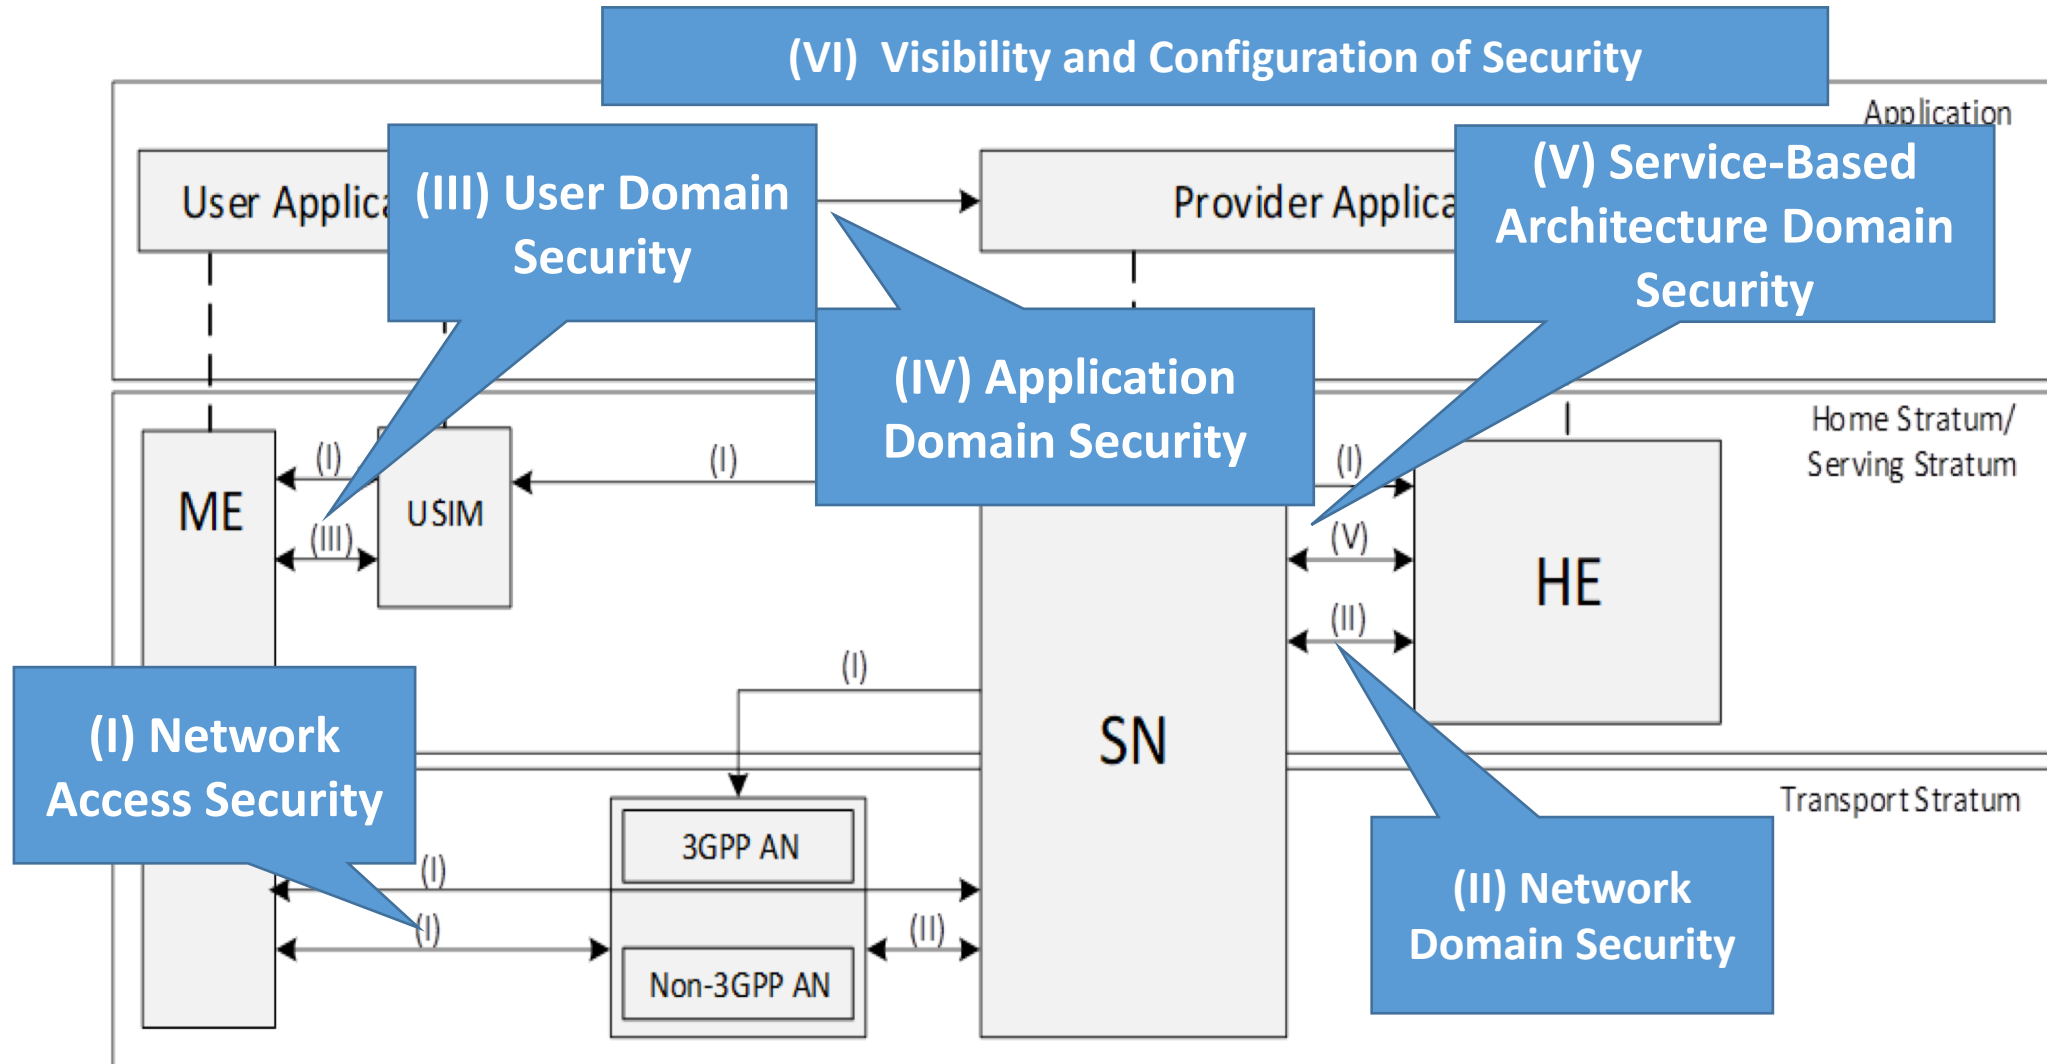 (VI) Visibility and Configuration of Security
Application
User Applica
(III) User Domain
Security
Provider Applica
(V) Service-Based
Architecture Domain
Security
(IV) Application
Domain Security
Home Stratum/
Serving Stratum
ME
(I)
(III)
USIM
(I)
(I)
(V)
(II)
HE
(I)
SN
(I) Network
Access Security
Transport Stratum
3GPP AN
(I)
(I)
(II)
Non-3GPP AN
(II) Network
Domain Security